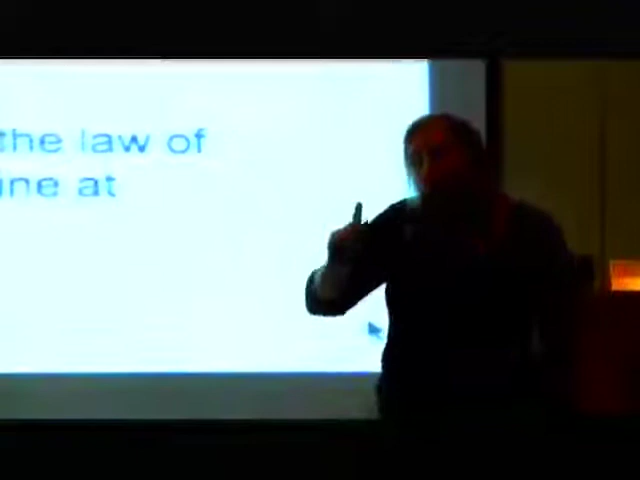 the law of
ine at